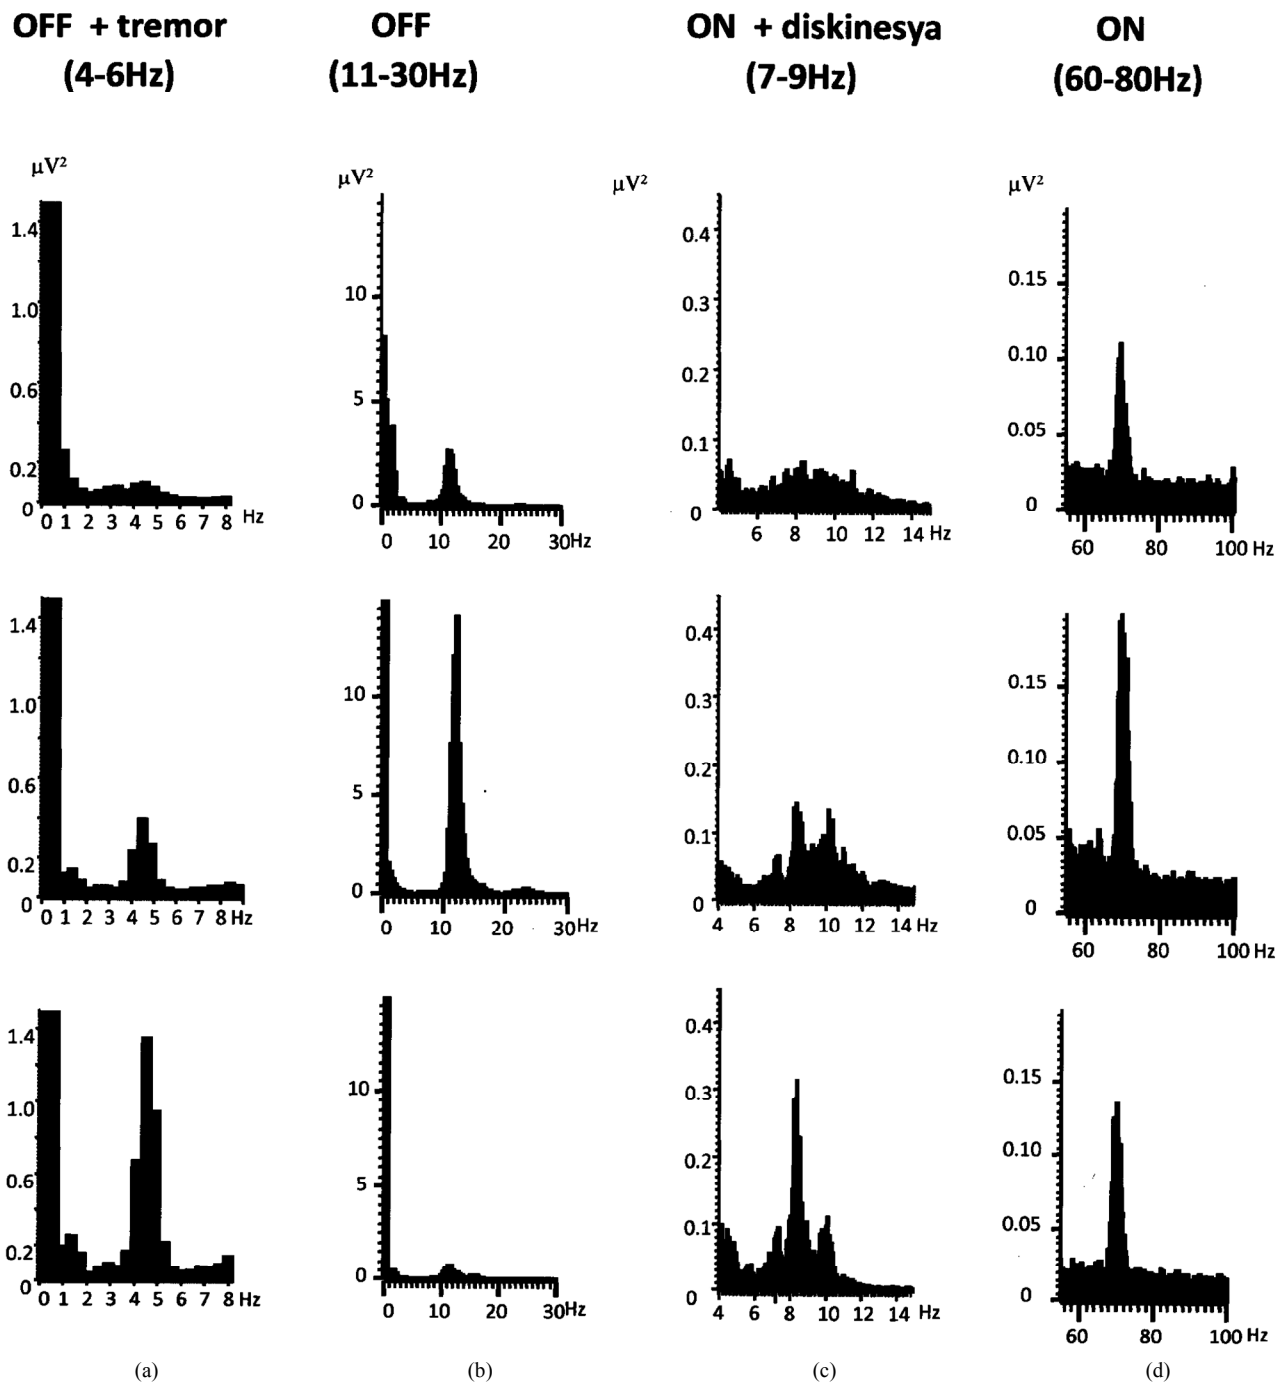 OFF + tremor
(4-6Hz)
OFF
(11-30Hz)
ON + diskinesya
(7-9Hz)
ON
(60-80Hz)
μV²
1.4
1.0
0.6
0.2
0
0 1 2 3 4 5 6 7 8 Hz
μV²
10
5
0
0 10 20 30Hz
μV²
0.4
0.3
0.2
0.1
0
6 8 10 12 14 Hz
μV²
0.15
0.10
0.05
0
60 80 100 Hz
1.4
1.0
0.6
0.2
0
0 1 2 3 4 5 6 7 8 Hz
10
5
0
0 10 20 30Hz
0.4
0.3
0.2
0.1
0
4 6 8 10 12 14 Hz
0.15
0.10
0.05
0
60 80 100 Hz
1.4
1.0
0.6
0.2
0
0 1 2 3 4 5 6 7 8 Hz
10
5
0
0 10 20 30Hz
0.4
0.3
0.2
0.1
0
4 6 8 10 12 14 Hz
0.15
0.10
0.05
0
60 80 100 Hz
(a) (b) (c) (d)